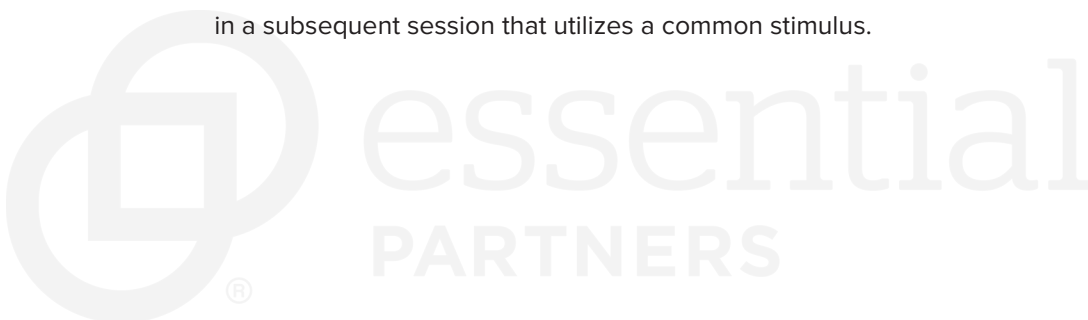 in a subsequent session that utilizes a common stimulus.
essential
PARTNERS
®